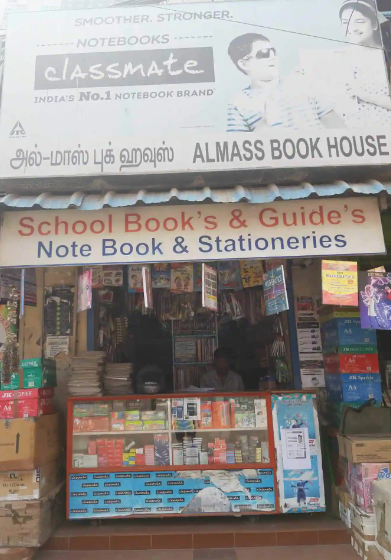 SMOOTHER. STRONGER.
NOTEBOOKS
classmate
INDIA'S No.1 NOTEBOOK BRAND
ITC
அல்-மாஸ் புக் ஹவுஸ் ALMASS BOOK HOUSE
School Book's & Guide's
Note Book & Stationeries